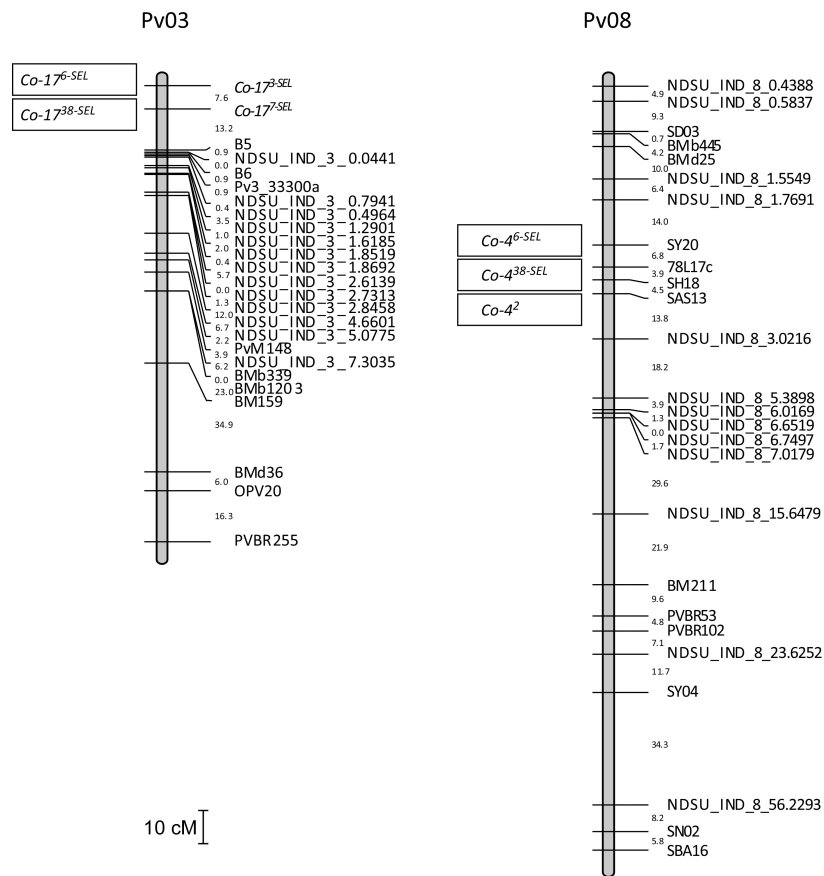 Pv03
Co-17^6-SEL
Co-17^38-SEL
Co-17^3-SEL
7.6
Co-17^7-SEL
13.2
B5
0.9
NDSU_IND_3_0.0441
0.0
B6
0.9
Pv3_33300a
0.9
NDSU_IND_3_0.7941
0.4
NDSU_IND_3_0.4964
3.5
NDSU_IND_3_1.2901
1.0
NDSU_IND_3_1.6185
2.0
NDSU_IND_3_1.8519
0.4
NDSU_IND_3_1.8692
5.7
NDSU_IND_3_2.6139
0.0
NDSU_IND_3_2.7313
1.3
NDSU_IND_3_2.8458
12.0
NDSU_IND_3_4.6601
6.7
NDSU_IND_3_5.0775
2.2
PvM148
3.9
NDSU_IND_3_7.3035
6.2
BMb339
0.0
BMb1203
23.0
BM159
34.9
BMd36
6.0
OPV20
16.3
PVBR255
10 cM
Pv08
Co-4^6-SEL
Co-4^38-SEL
Co-4^2
NDSU_IND_8_0.4388
4.9
NDSU_IND_8_0.5837
9.3
SD03
0.7
BMb445
4.2
BMd25
10.0
NDSU_IND_8_1.5549
6.4
NDSU_IND_8_1.7691
14.0
SY20
6.8
78L17c
3.9
SH18
4.5
SAS13
13.8
NDSU_IND_8_3.0216
18.2
NDSU_IND_8_5.3898
3.9
NDSU_IND_8_6.0169
1.3
NDSU_IND_8_6.6519
0.0
NDSU_IND_8_6.7497
1.7
NDSU_IND_8_7.0179
29.6
NDSU_IND_8_15.6479
21.9
BM211
9.6
PVBR53
4.8
PVBR102
7.1
NDSU_IND_8_23.6252
11.7
SY04
34.3
NDSU_IND_8_56.2293
8.2
SN02
5.8
SBA16